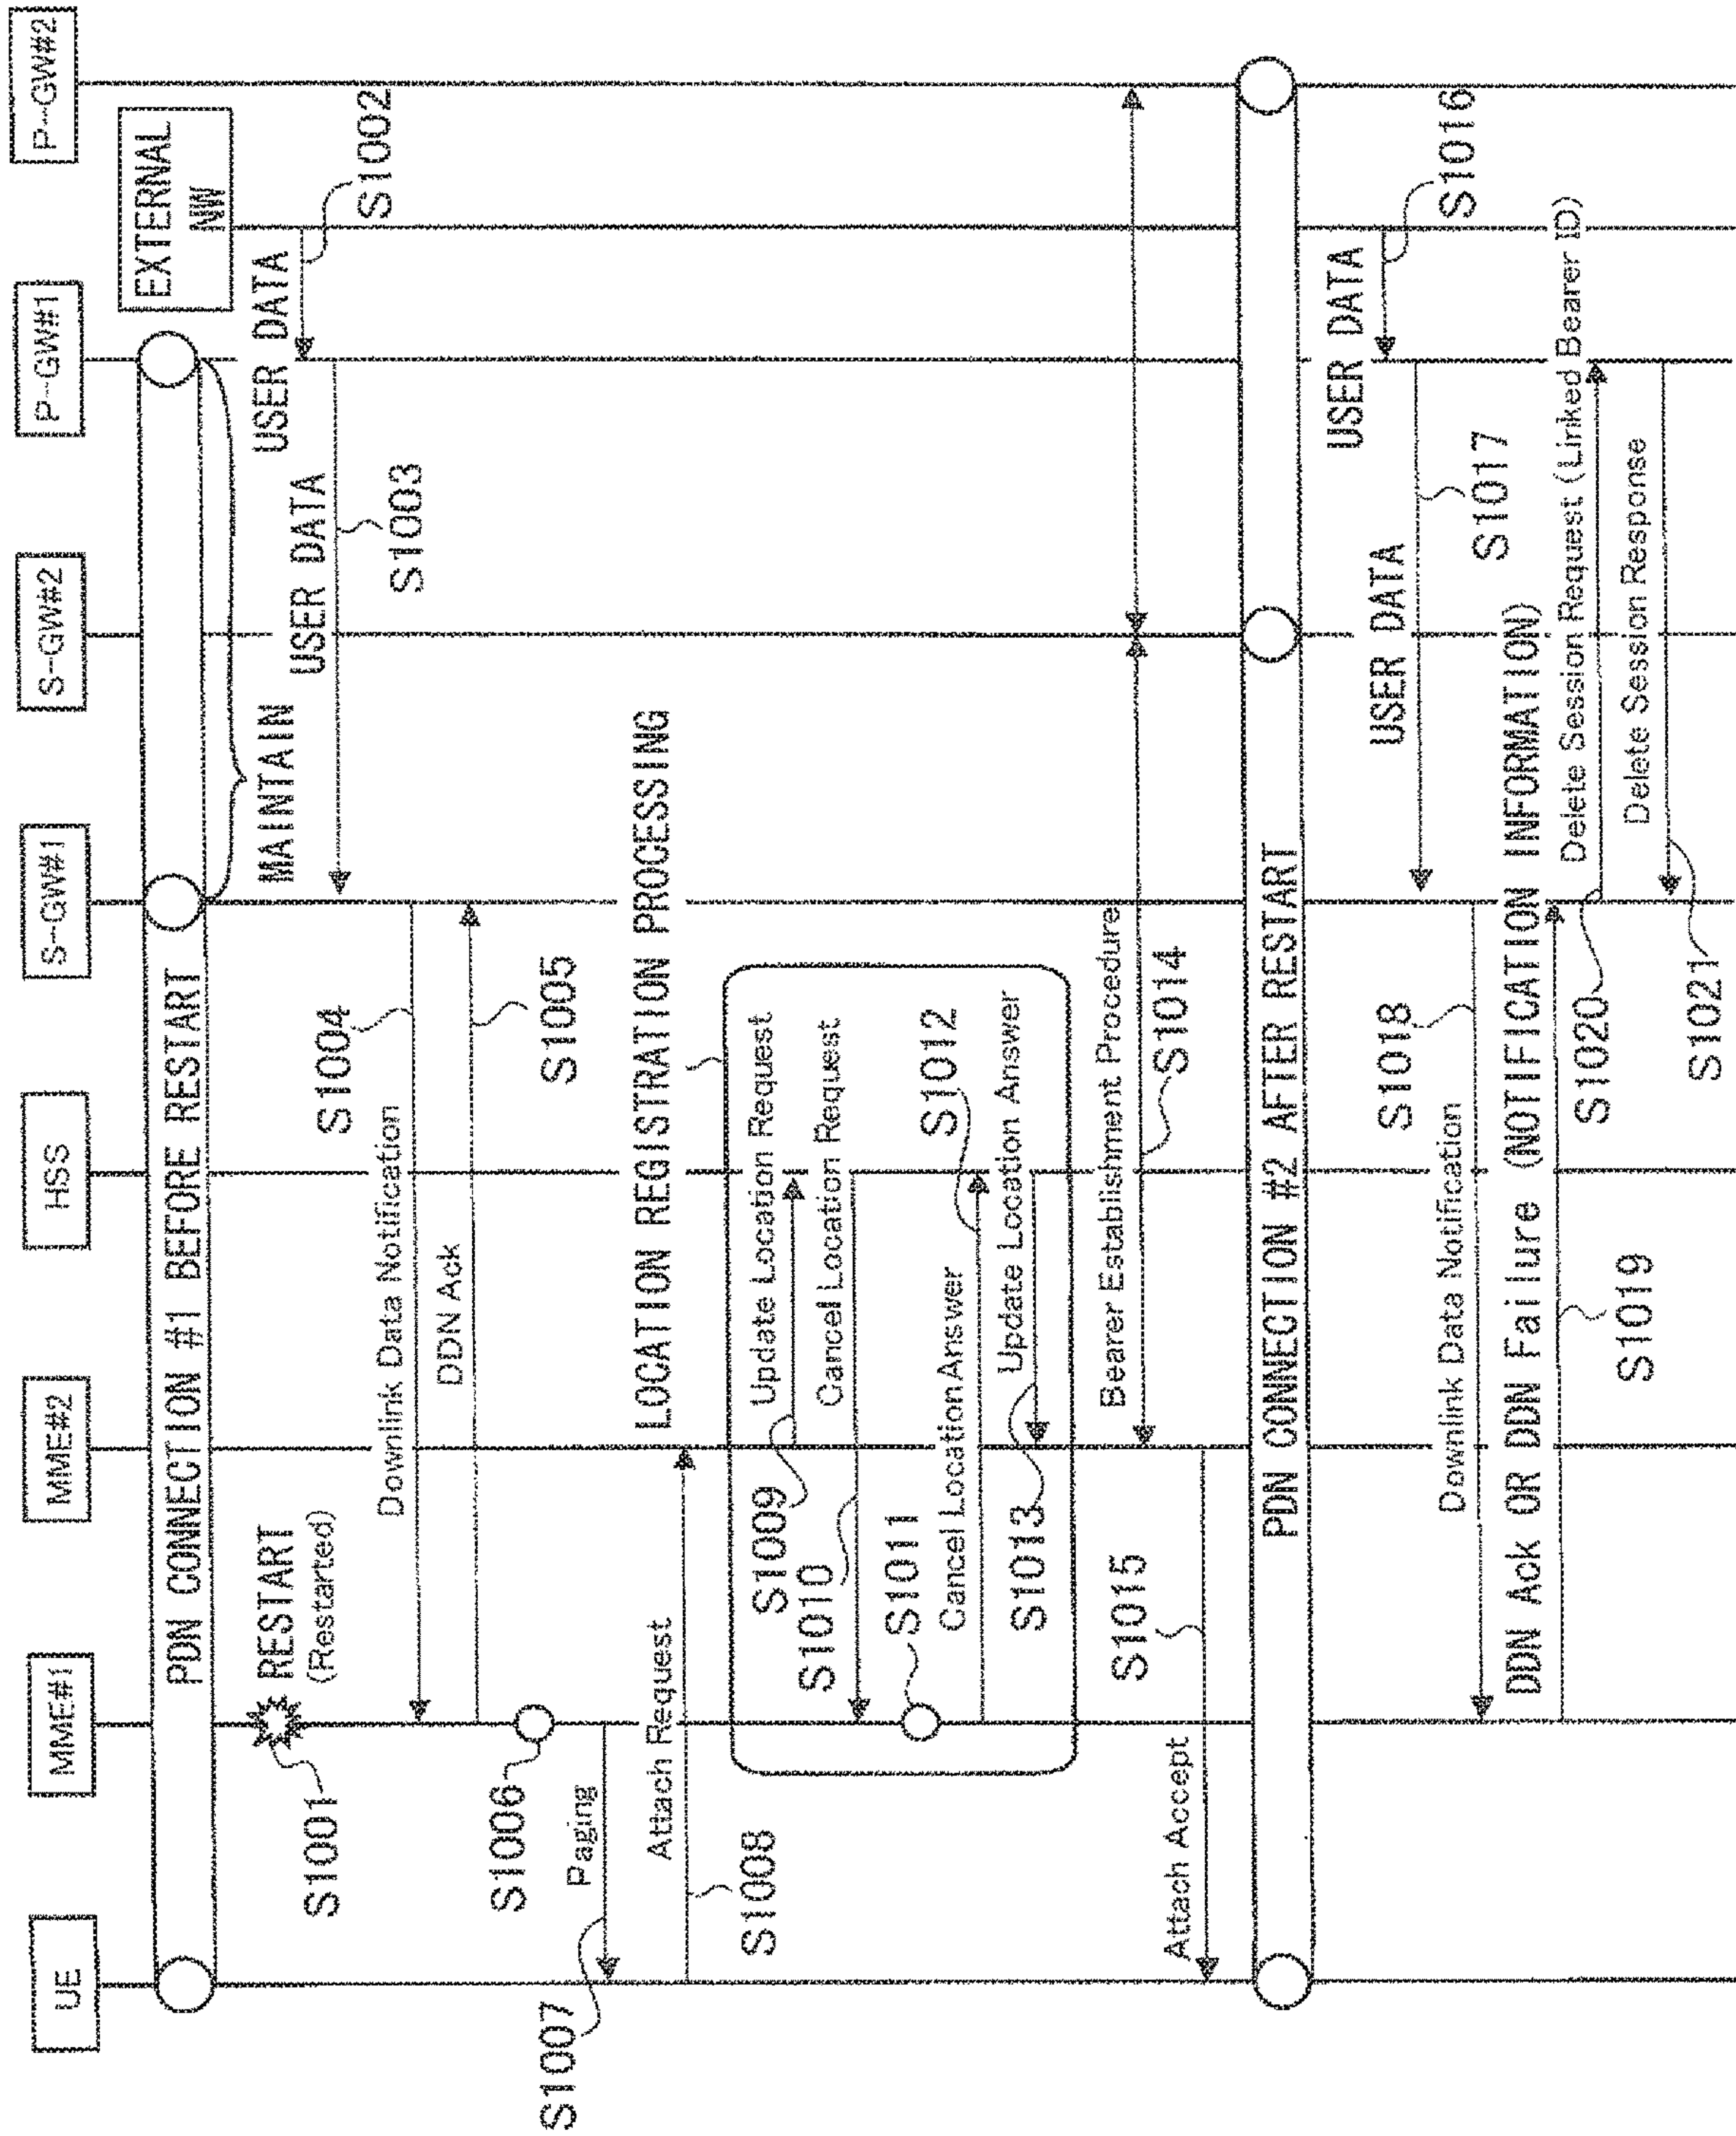 UE
MME#1
MME#2
HSS
S-GW#1
S-GW#2
P-GW#1
EXTERNAL
NW
P-GW#2
PDN CONNECTION #1 BEFORE RESTART
RESTART
(Restarted)
S1001
MAINTAIN
USER DATA
S1002
USER DATA
S1003
S1004
Downlink Data Notification
DDN Ack
S1005
S1006
Paging
S1007
Attach Request
S1008
LOCATION REGISTRATION PROCESSING
Update Location Request
S1009
Cancel Location Request
S1010
S1011
Cancel Location Answer
S1012
Update Location Answer
S1013
Bearer Establishment Procedure
S1014
S1015
Attach Accept
PDN CONNECTION #2 AFTER RESTART
USER DATA
S1016
USER DATA
S1017
S1018
Downlink Data Notification
DDN Ack OR DDN Failure (NOTIFICATION INFORMATION)
S1019
Delete Session Request (Linked Bearer ID)
S1020
Delete Session Response
S1021